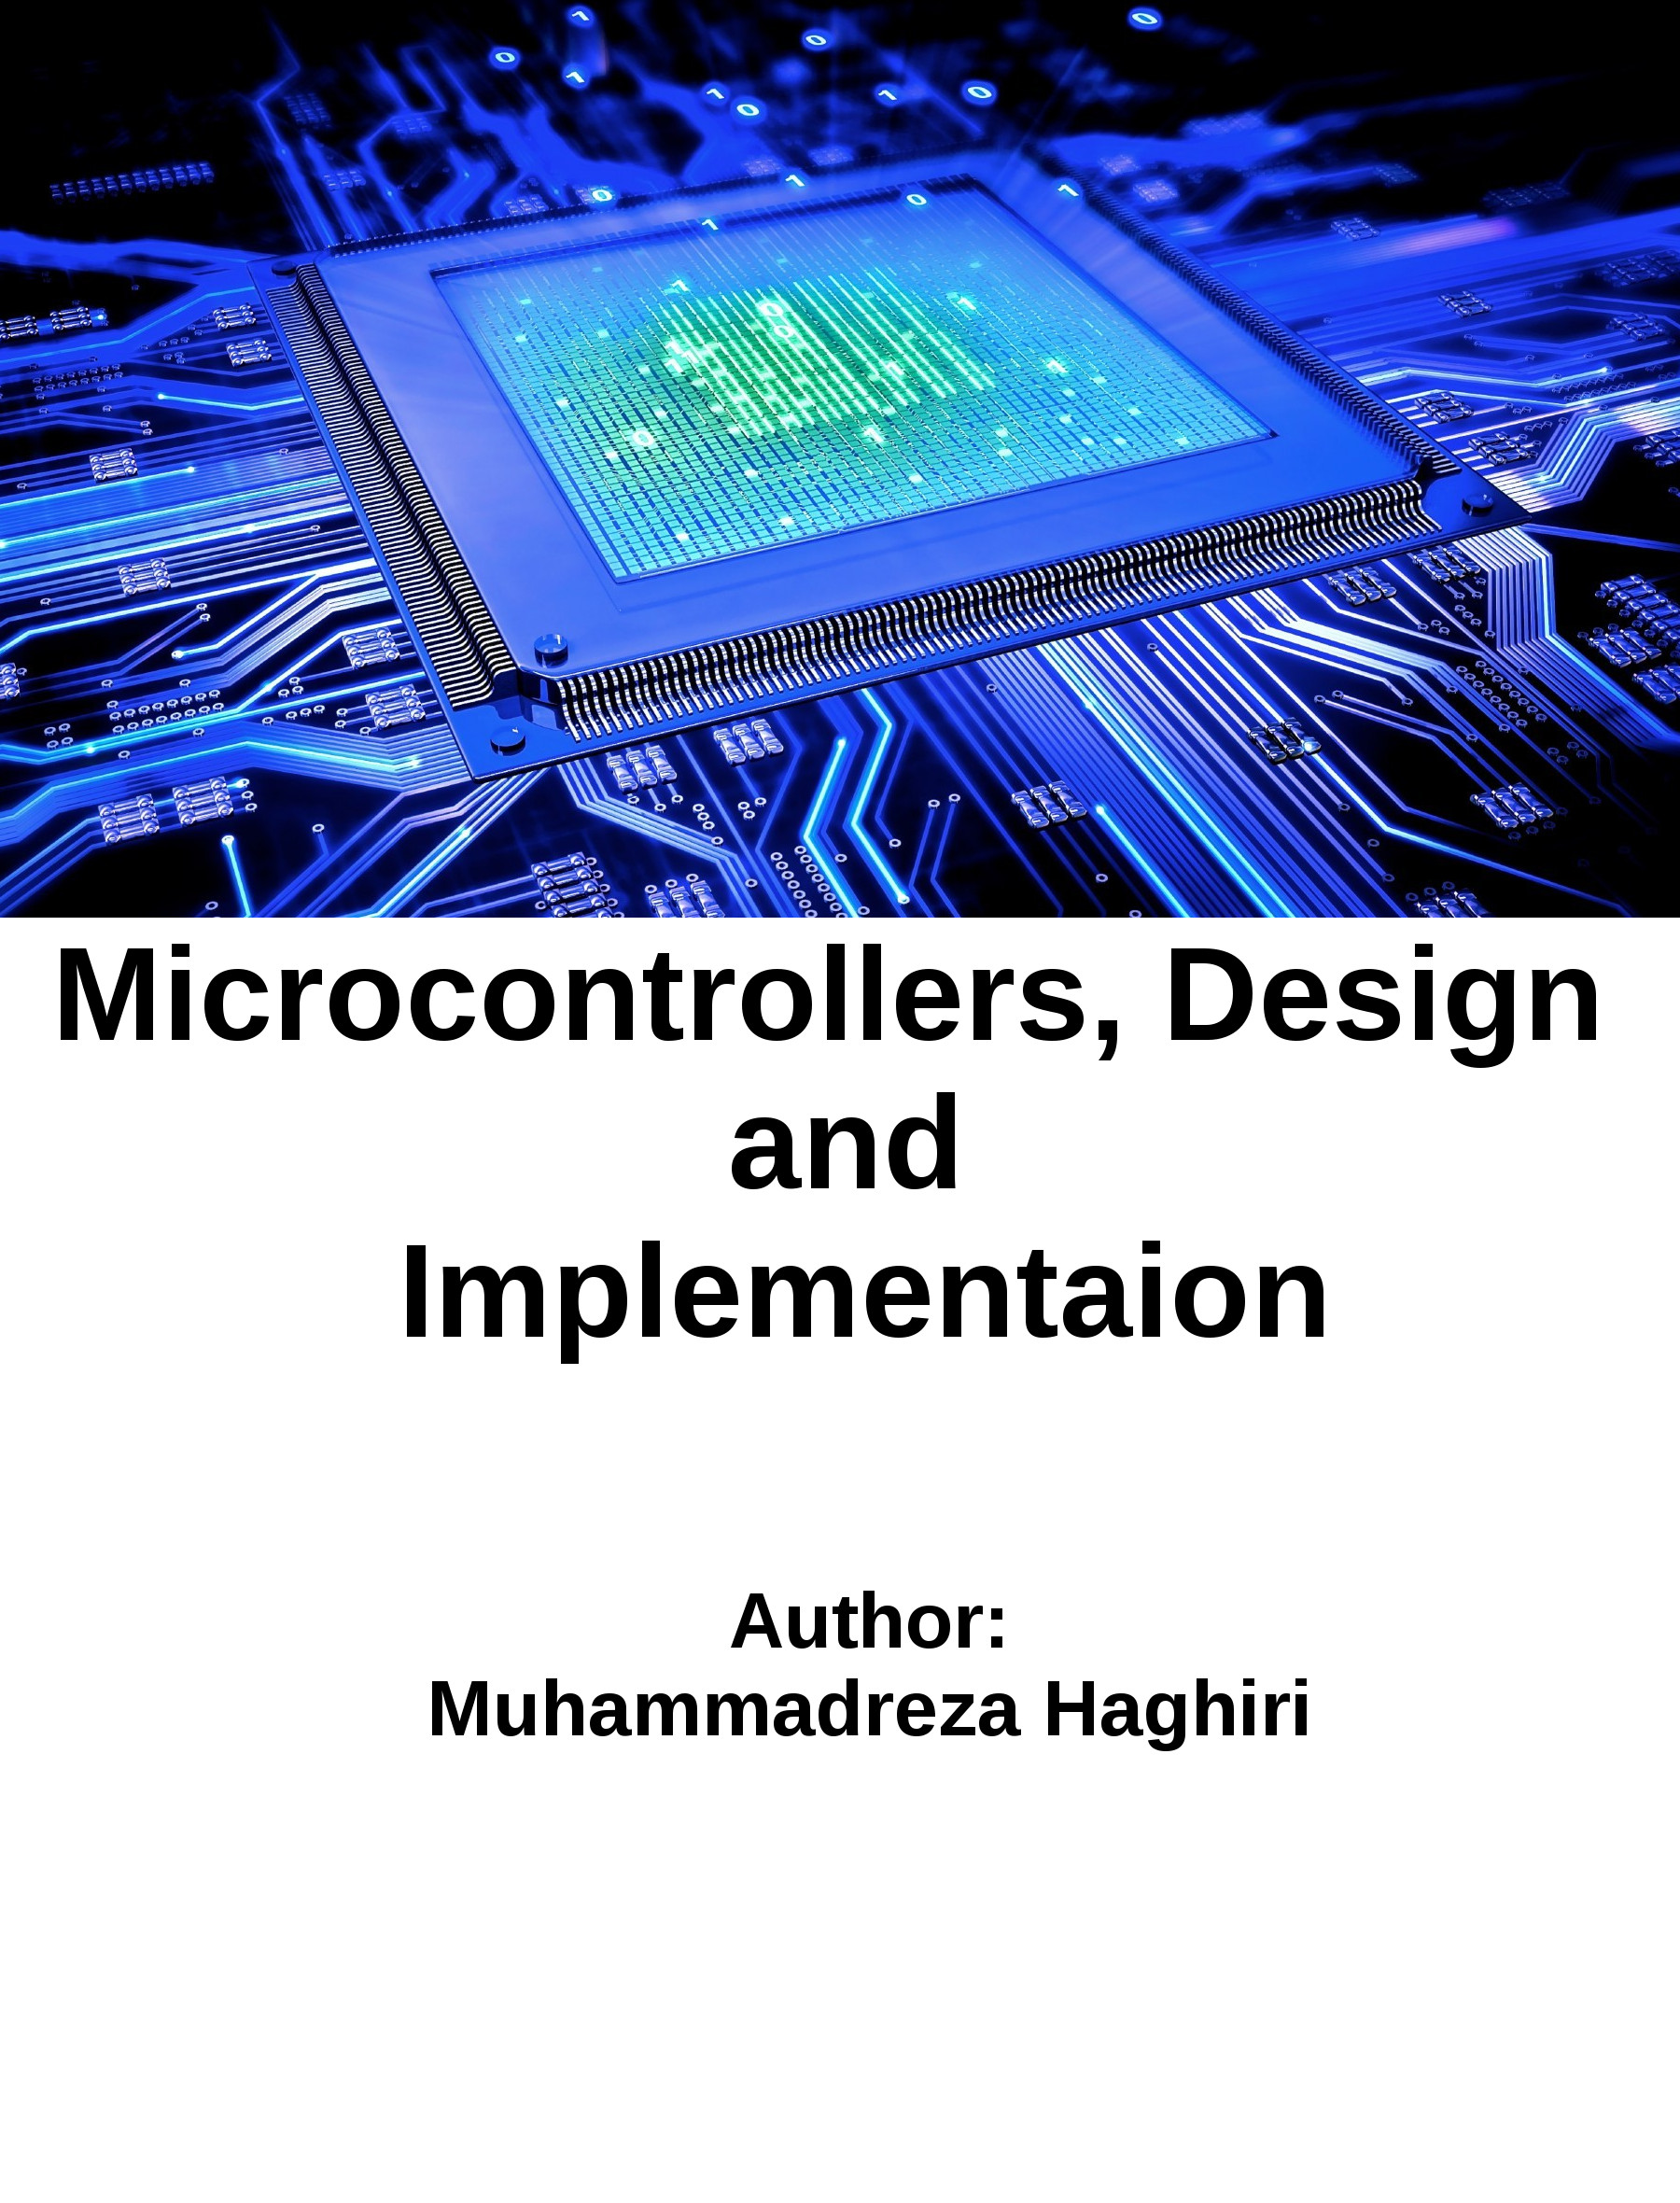 Microcontrollers, Design
and
Implementaion
Author:
Muhammadreza Haghiri